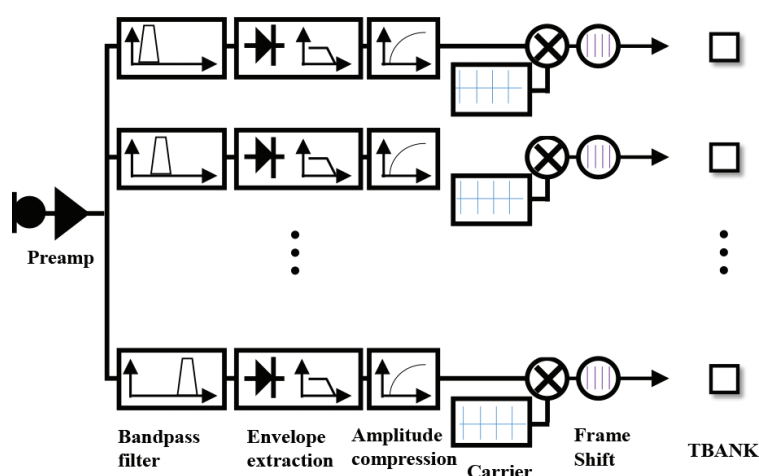 Preamp
Bandpass
filter
Envelope
extraction
Amplitude
compression
Carrier
Frame
Shift
TBANK